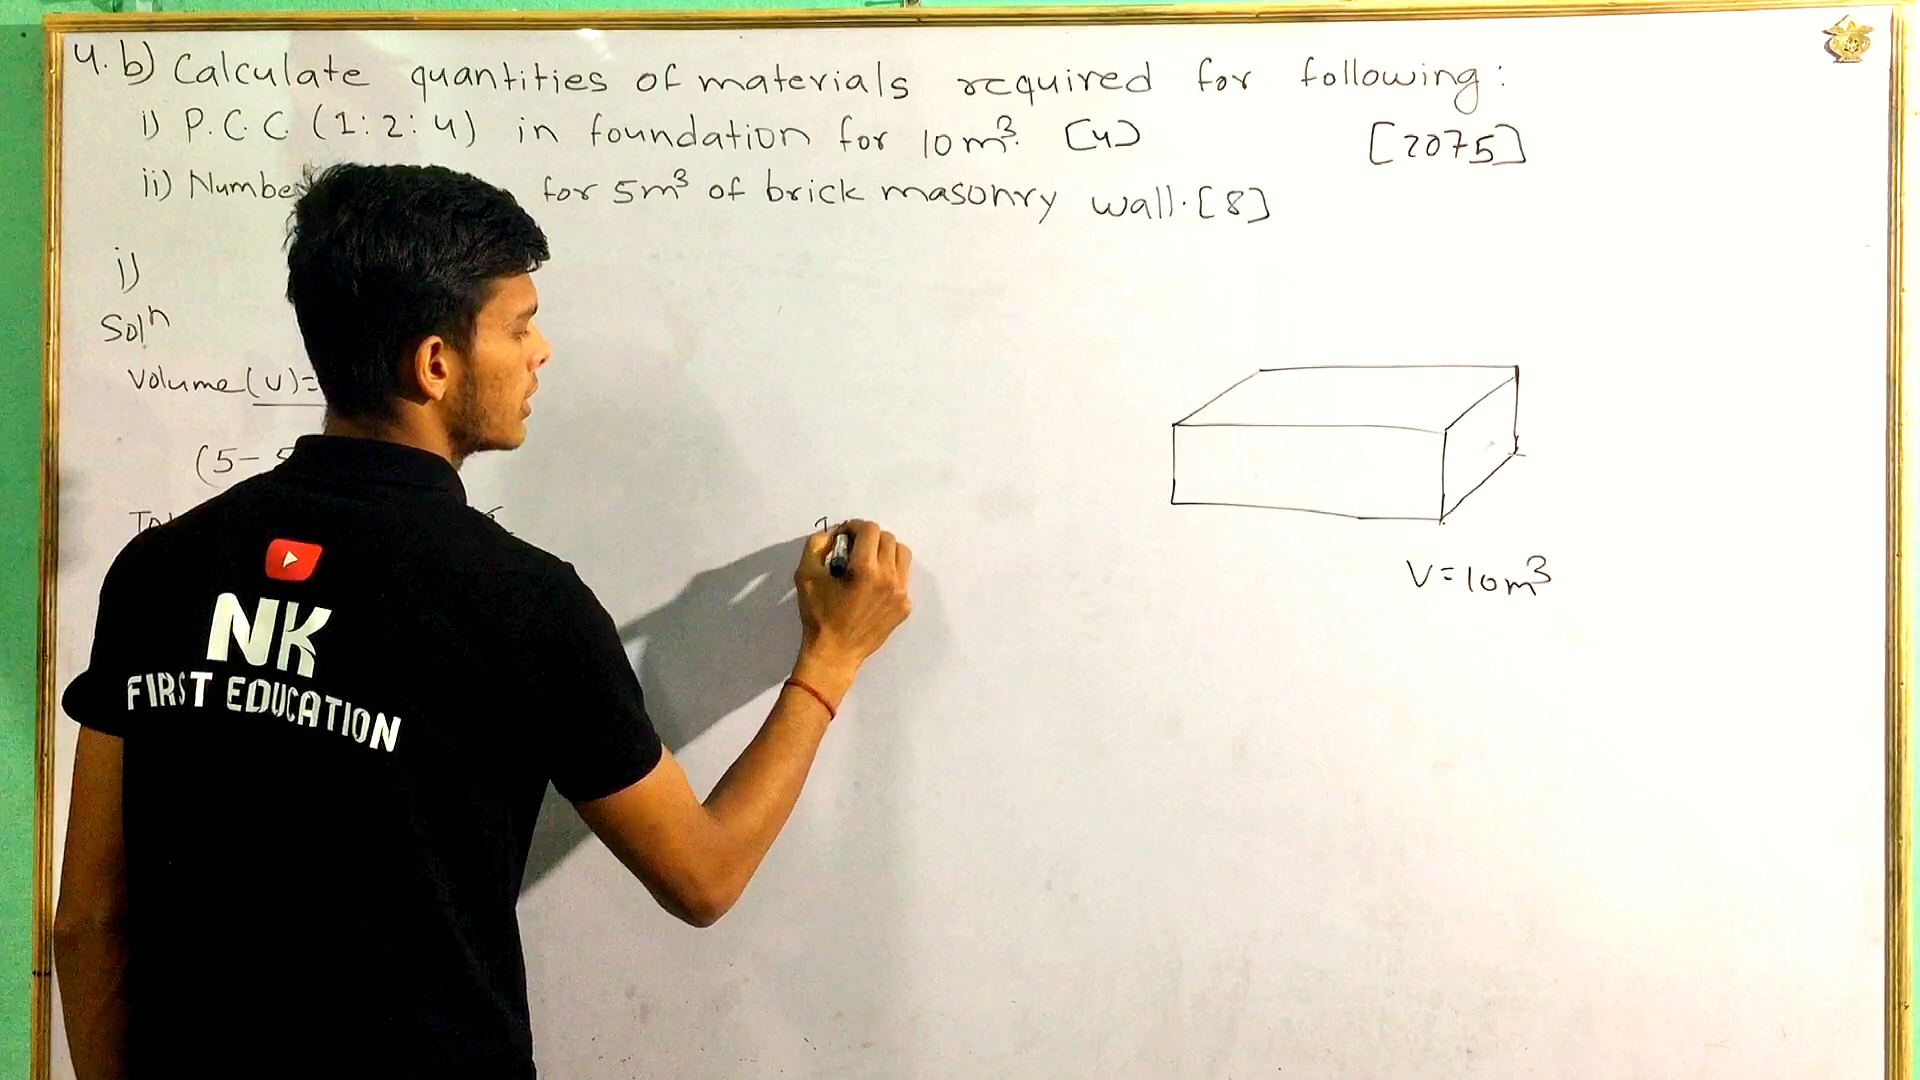 4. b) Calculate quantities of materials required for following:
i) P.C.C. (1:2:4) in foundation for 10m³. [4] [2075]
ii) Number for 5m³ of brick masonry wall. [8]
i)
Solⁿ
Volume (v)=
(5-5
V=10m³
NK
FIRST EDUCATION